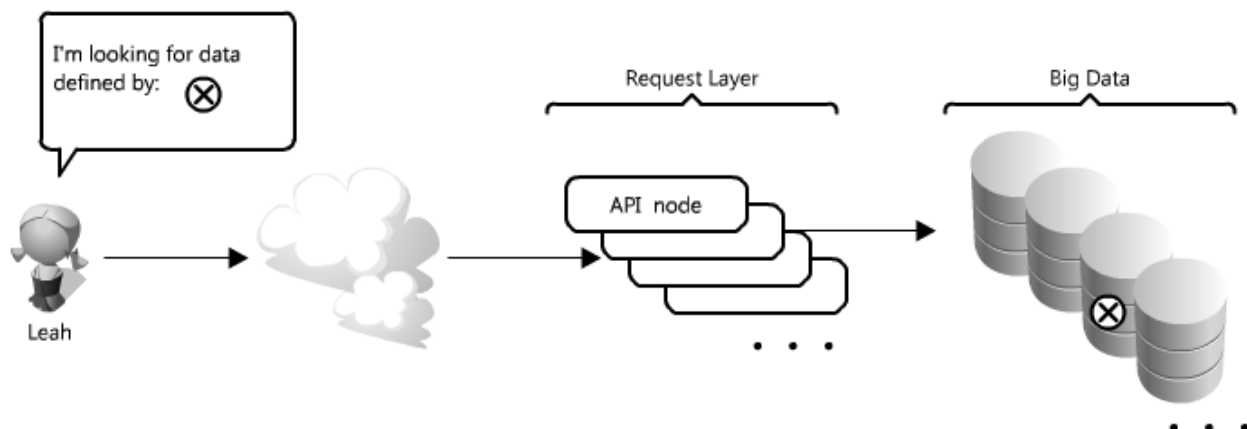 I'm looking for data
defined by:
Request Layer
Big Data
API node
Leah